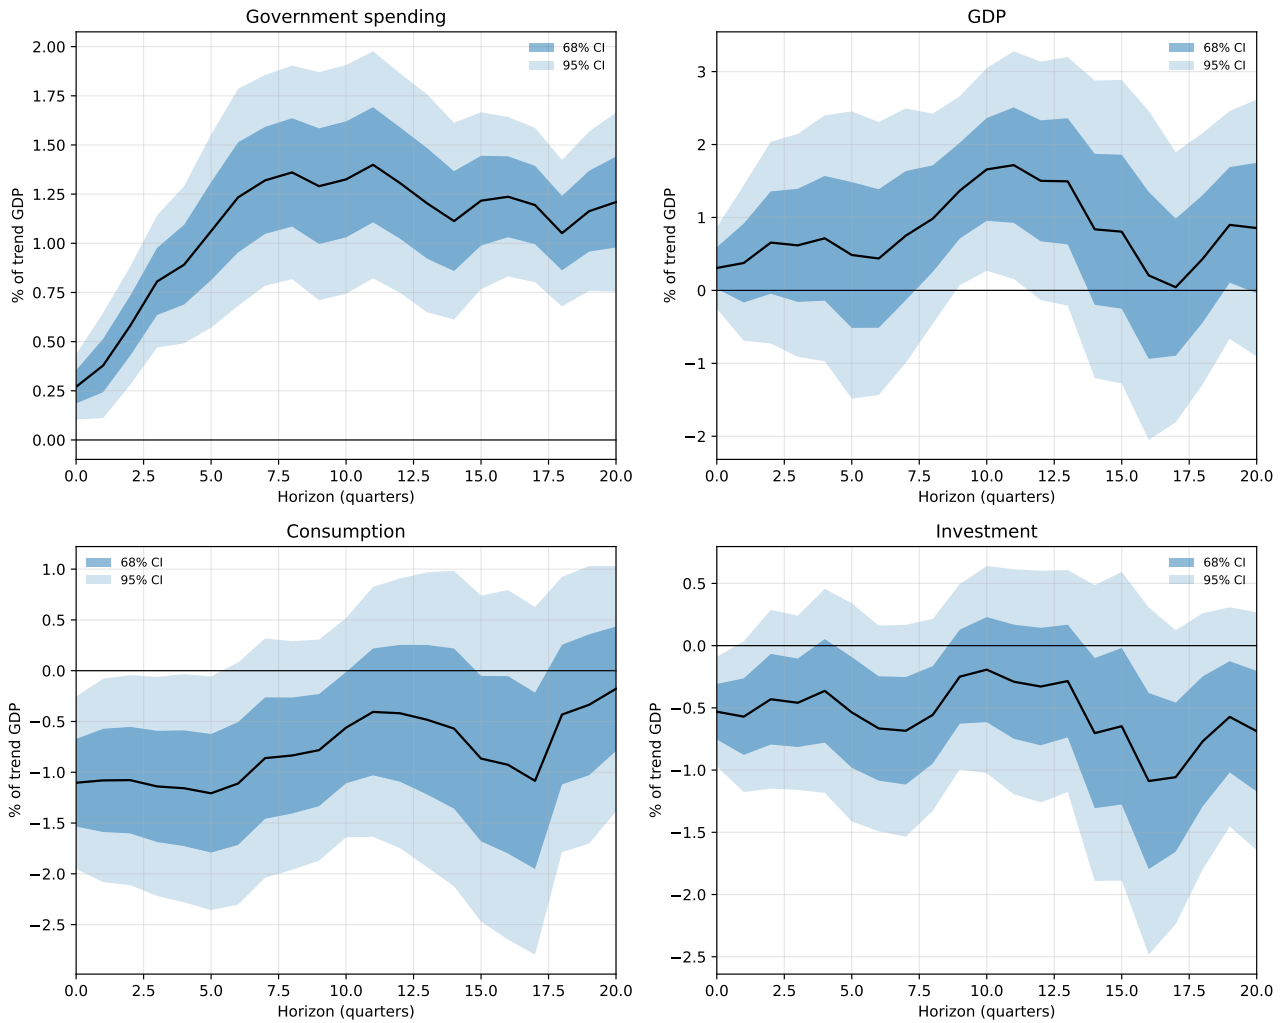 Government spending
68% CI
95% CI
2.00
1.75
1.50
1.25
1.00
0.75
0.50
0.25
0.00
% of trend GDP
0.0 2.5 5.0 7.5 10.0 12.5 15.0 17.5 20.0
Horizon (quarters)
GDP
68% CI
95% CI
3
2
1
0
−1
−2
% of trend GDP
0.0 2.5 5.0 7.5 10.0 12.5 15.0 17.5 20.0
Horizon (quarters)
Consumption
68% CI
95% CI
1.0
0.5
0.0
−0.5
−1.0
−1.5
−2.0
−2.5
% of trend GDP
0.0 2.5 5.0 7.5 10.0 12.5 15.0 17.5 20.0
Horizon (quarters)
Investment
68% CI
95% CI
0.5
0.0
−0.5
−1.0
−1.5
−2.0
−2.5
% of trend GDP
0.0 2.5 5.0 7.5 10.0 12.5 15.0 17.5 20.0
Horizon (quarters)